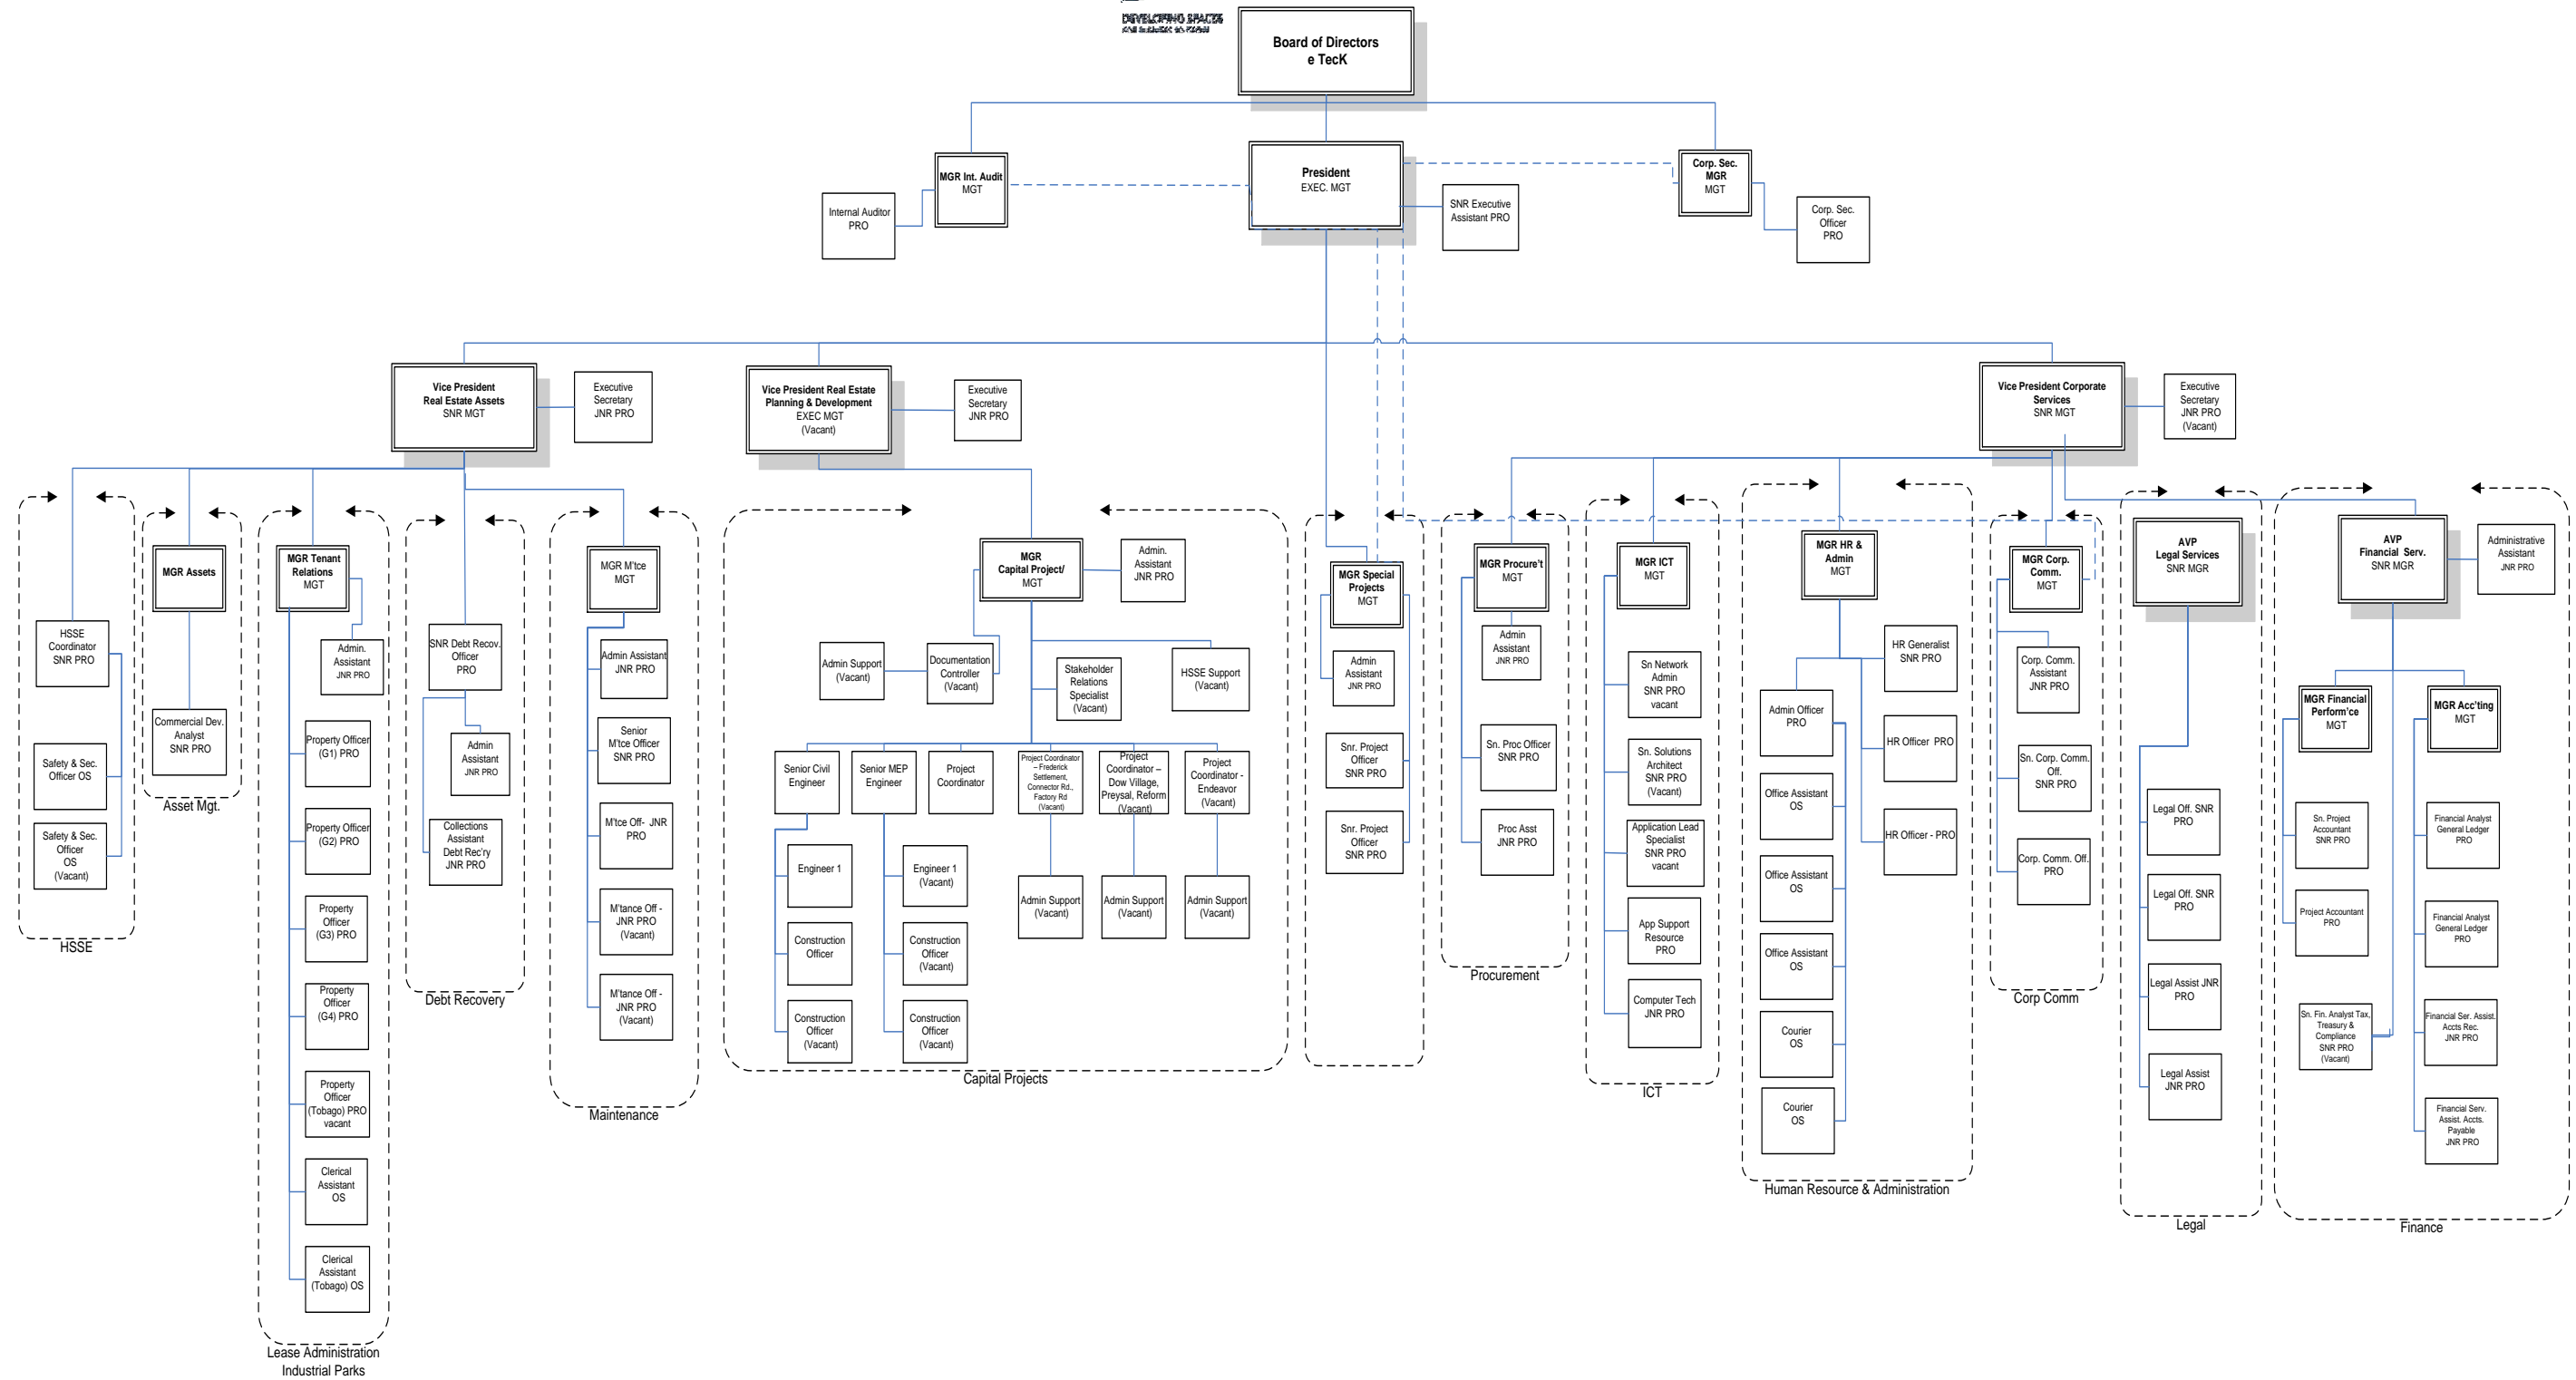 DEVELOPING SPACES
Board of Directors
e TecK
MGR Int. Audit
MGT
President
EXEC. MGT
Corp. Sec.
MGR
MGT
Internal Auditor
PRO
SNR Executive
Assistant PRO
Corp. Sec.
Officer
PRO
Vice President
Real Estate Assets
SNR MGT
Executive
Secretary
JNR PRO
Vice President Real Estate
Planning & Development
EXEC MGT
(Vacant)
Executive
Secretary
JNR PRO
Vice President Corporate
Services
SNR MGT
Executive
Secretary
JNR PRO
(Vacant)
HSSE
Coordinator
SNR PRO
Safety & Sec.
Officer OS
Safety & Sec.
Officer
OS
(Vacant)
HSSE
MGR Assets
Commercial Dev.
Analyst
SNR PRO
Asset Mgt.
MGR Tenant
Relations
MGT
Admin.
Assistant
JNR PRO
Property Officer
(G1) PRO
Property Officer
(G2) PRO
Property
Officer
(G3) PRO
Property
Officer
(G4) PRO
Property
Officer
(Tobago) PRO
vacant
Clerical
Assistant
OS
Clerical
Assistant
(Tobago) OS
Lease Administration
Industrial Parks
SNR Debt Recov.
Officer
PRO
Admin
Assistant
JNR PRO
Collections
Assistant
Debt Rec'ry
JNR PRO
Debt Recovery
MGR M'tce
MGT
Admin Assistant
JNR PRO
Senior
M'tce Officer
SNR PRO
M'tce Off- JNR
PRO
M'tance Off -
JNR PRO
(Vacant)
M'tance Off -
JNR PRO
(Vacant)
Maintenance
MGR
Capital Project/
MGT
Admin.
Assistant
JNR PRO
Admin Support
(Vacant)
Documentation
Controller
(Vacant)
Stakeholder
Relations
Specialist
(Vacant)
HSSE Support
(Vacant)
Senior Civil
Engineer
Senior MEP
Engineer
Project
Coordinator
Project Coordinator
– Frederick
Settlement,
Connector Rd.,
Factory Rd
(Vacant)
Project
Coordinator –
Dow Village,
Preysal, Reform
(Vacant)
Project
Coordinator -
Endeavor
(Vacant)
Engineer 1
Engineer 1
(Vacant)
Admin Support
(Vacant)
Admin Support
(Vacant)
Admin Support
(Vacant)
Construction
Officer
Construction
Officer
(Vacant)
Construction
Officer
(Vacant)
Construction
Officer
(Vacant)
Capital Projects
MGR Special
Projects
MGT
Admin
Assistant
JNR PRO
Snr. Project
Officer
SNR PRO
Snr. Project
Officer
SNR PRO
MGR Procure't
MGT
Admin
Assistant
JNR PRO
Sn. Proc Officer
SNR PRO
Proc Asst
JNR PRO
Procurement
MGR ICT
MGT
Sn Network
Admin
SNR PRO
vacant
Sn. Solutions
Architect
SNR PRO
(Vacant)
Application Lead
Specialist
SNR PRO
vacant
App Support
Resource
PRO
Computer Tech
JNR PRO
ICT
MGR HR &
Admin
MGT
HR Generalist
SNR PRO
Admin Officer
PRO
HR Officer PRO
Office Assistant
OS
HR Officer - PRO
Office Assistant
OS
Office Assistant
OS
Courier
OS
Courier
OS
Human Resource & Administration
MGR Corp.
Comm.
MGT
Corp. Comm.
Assistant
JNR PRO
Sn. Corp. Comm.
Off.
SNR PRO
Corp. Comm. Off.
PRO
Corp Comm
AVP
Legal Services
SNR MGR
Legal Off. SNR
PRO
Legal Off. SNR
PRO
Legal Assist JNR
PRO
Legal Assist
JNR PRO
Legal
AVP
Financial Serv.
SNR MGR
Administrative
Assistant
JNR PRO
MGR Financial
Perform'ce
MGT
MGR Acc'ting
MGT
Sn. Project
Accountant
SNR PRO
Financial Analyst
General Ledger
PRO
Project Accountant
PRO
Financial Analyst
General Ledger
PRO
Sn. Fin. Analyst Tax,
Treasury &
Compliance
SNR PRO
(Vacant)
Financial Ser. Assist.
Accts Rec.
JNR PRO
Financial Serv.
Assist. Accts.
Payable
JNR PRO
Finance